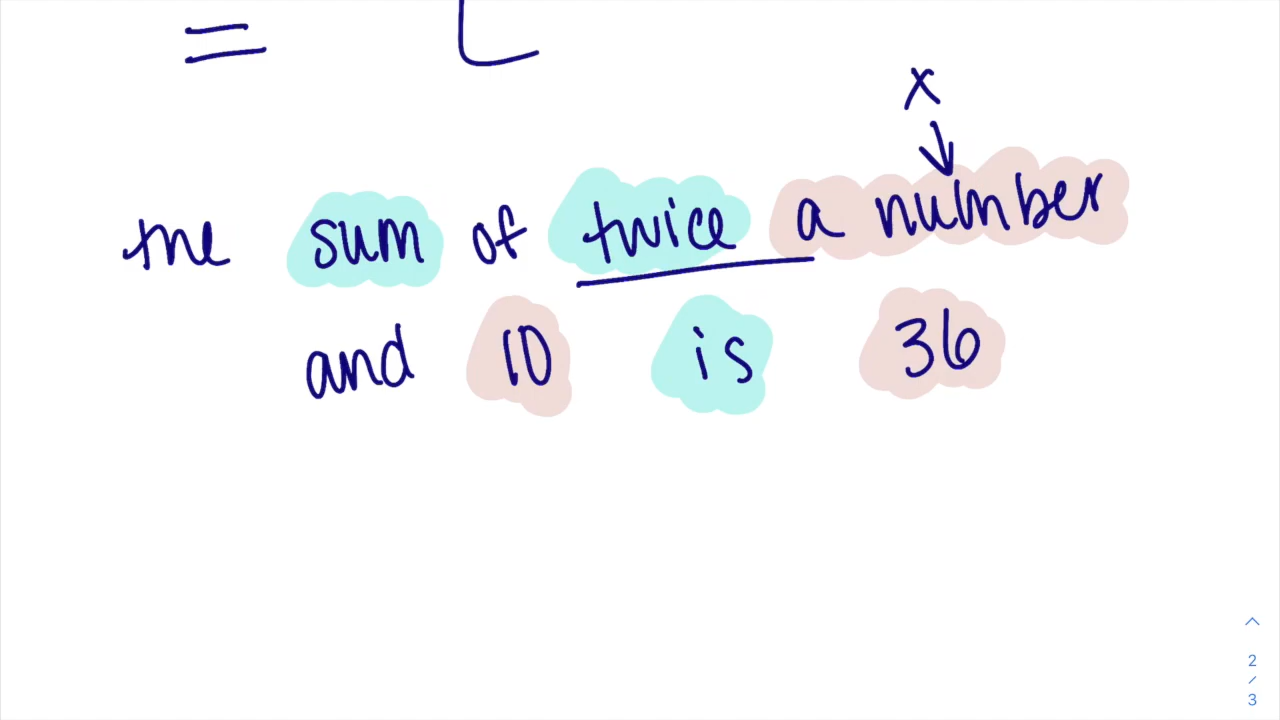 =
x
the sum of twice a number
and 10 is 36
2
/
3